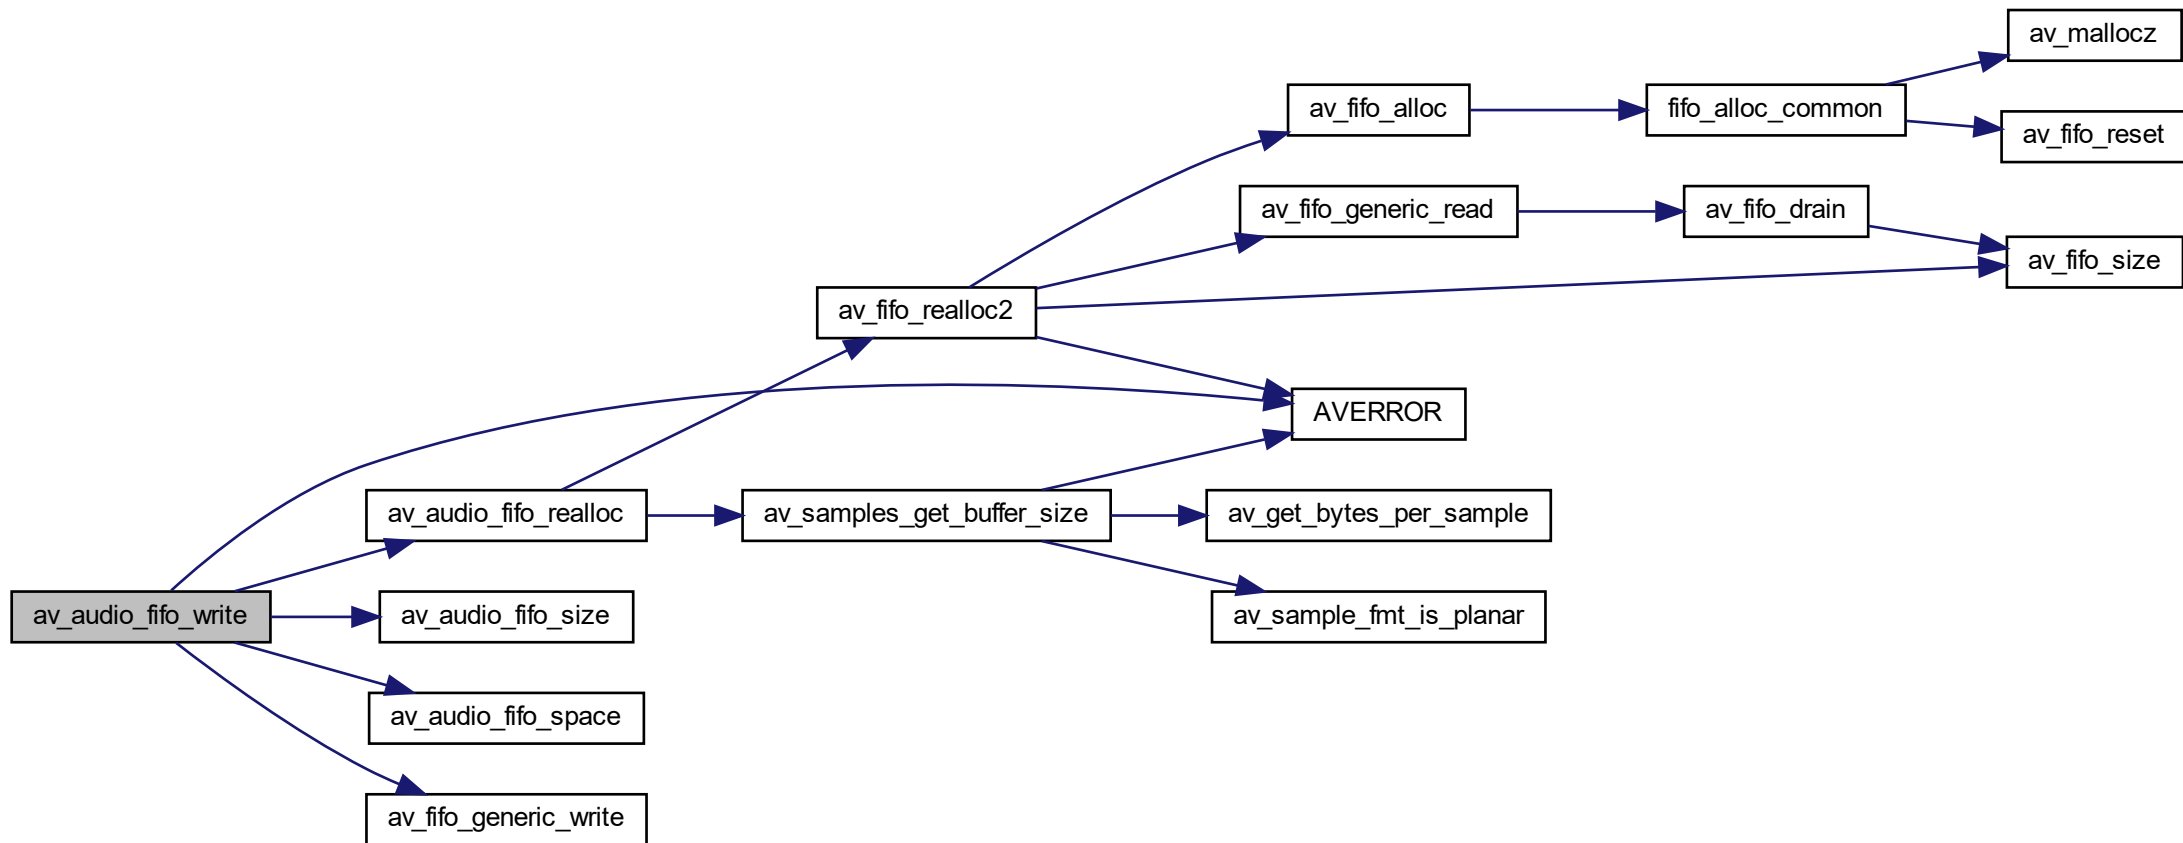 av_mallocz
av_fifo_alloc
fifo_alloc_common
av_fifo_reset
av_fifo_generic_read
av_fifo_drain
av_fifo_size
av_fifo_realloc2
AVERROR
av_audio_fifo_realloc
av_samples_get_buffer_size
av_get_bytes_per_sample
av_audio_fifo_write
av_audio_fifo_size
av_sample_fmt_is_planar
av_audio_fifo_space
av_fifo_generic_write